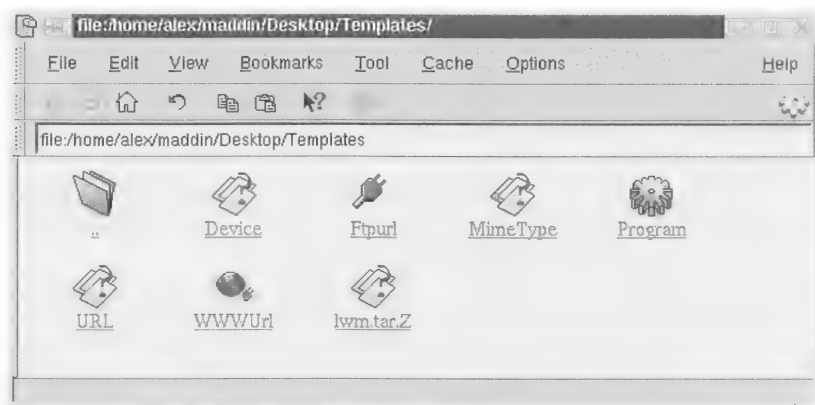 file:/home/alex/maddin/Desktop/Templates/
File Edit View Bookmarks Tool Cache Options Help
file:/home/alex/maddin/Desktop/Templates
.. Device Ftpurl MimeType Program
URL WWWUrl lwm.tar.Z